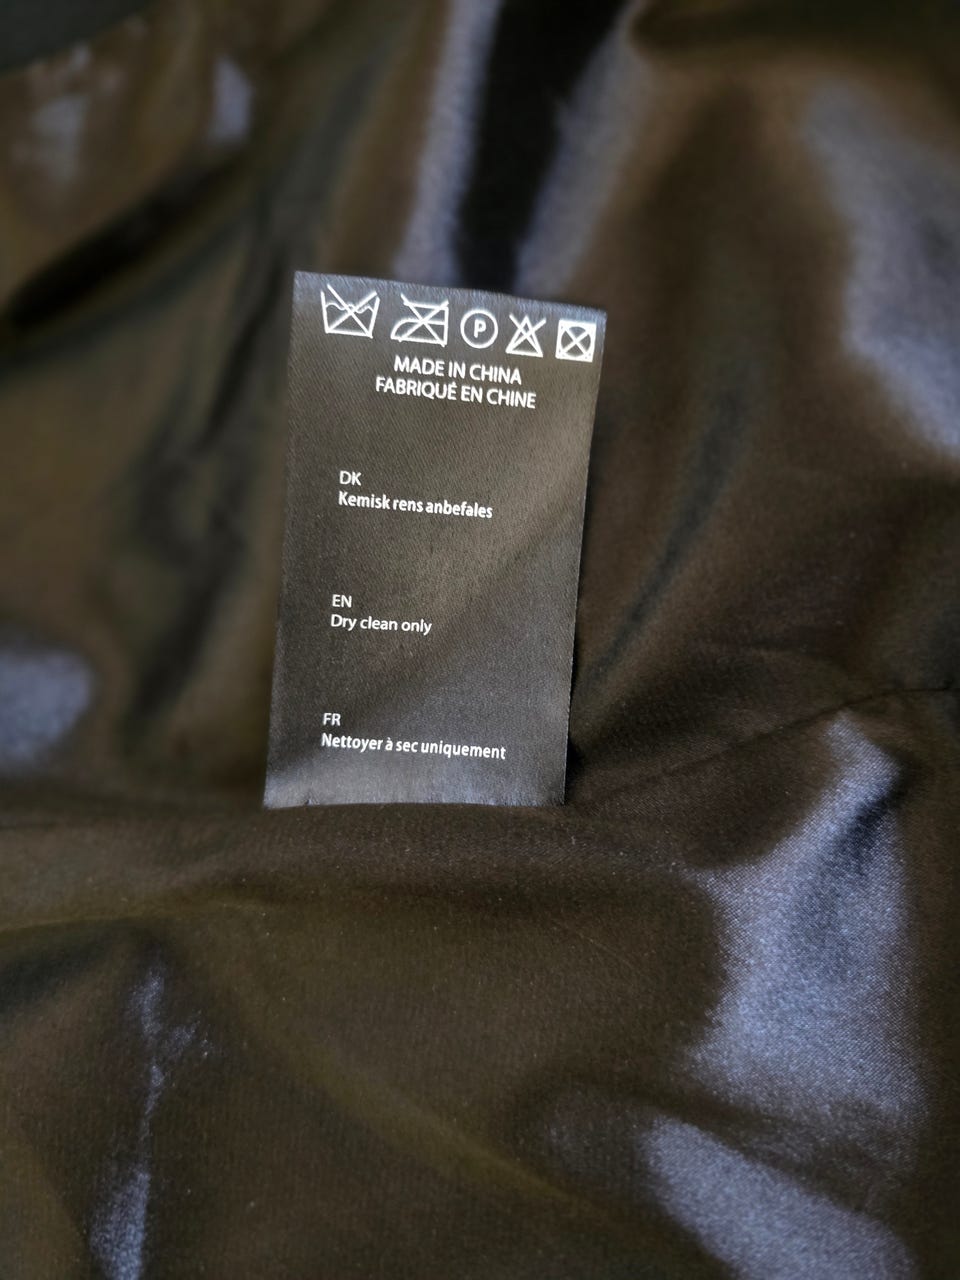 P
MADE IN CHINA
FABRIQUÉ EN CHINE
DK
Kemisk rens anbefales
EN
Dry clean only
FR
Nettoyer à sec uniquement